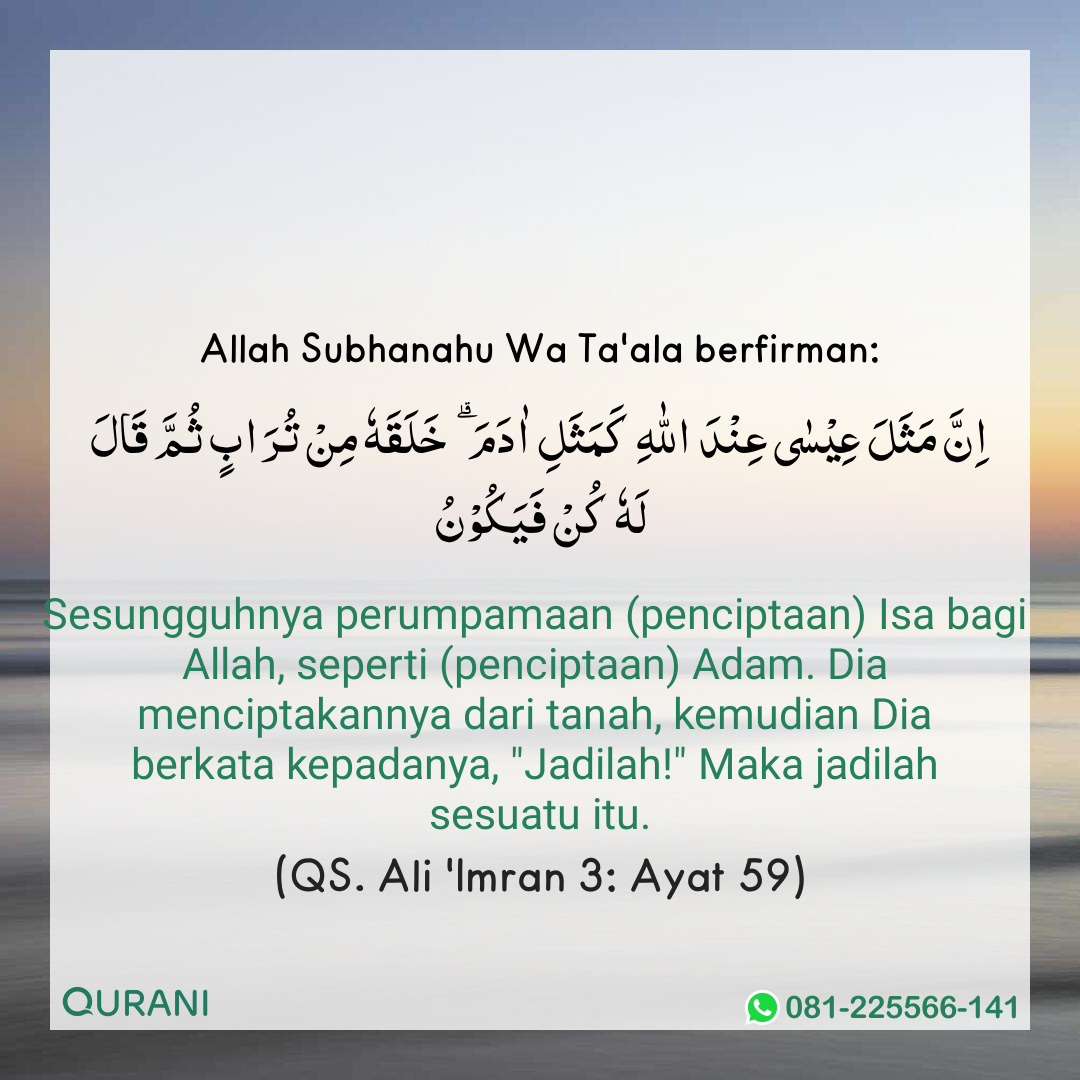 Allah Subhanahu Wa Ta'ala berfirman:
اِنَّ مَثَلَ عِيْسٰى عِنْدَ اللّٰهِ كَمَثَلِ اٰدَمَ ۗ خَلَقَهٗ مِنْ تُرَابٍ ثُمَّ قَالَ
لَهٗ كُنْ فَيَكُوْنُ
Sesungguhnya perumpamaan (penciptaan) Isa bagi
Allah, seperti (penciptaan) Adam. Dia
menciptakannya dari tanah, kemudian Dia
berkata kepadanya, "Jadilah!" Maka jadilah
sesuatu itu.
(QS. Ali 'Imran 3: Ayat 59)
QURANI
081-225566-141